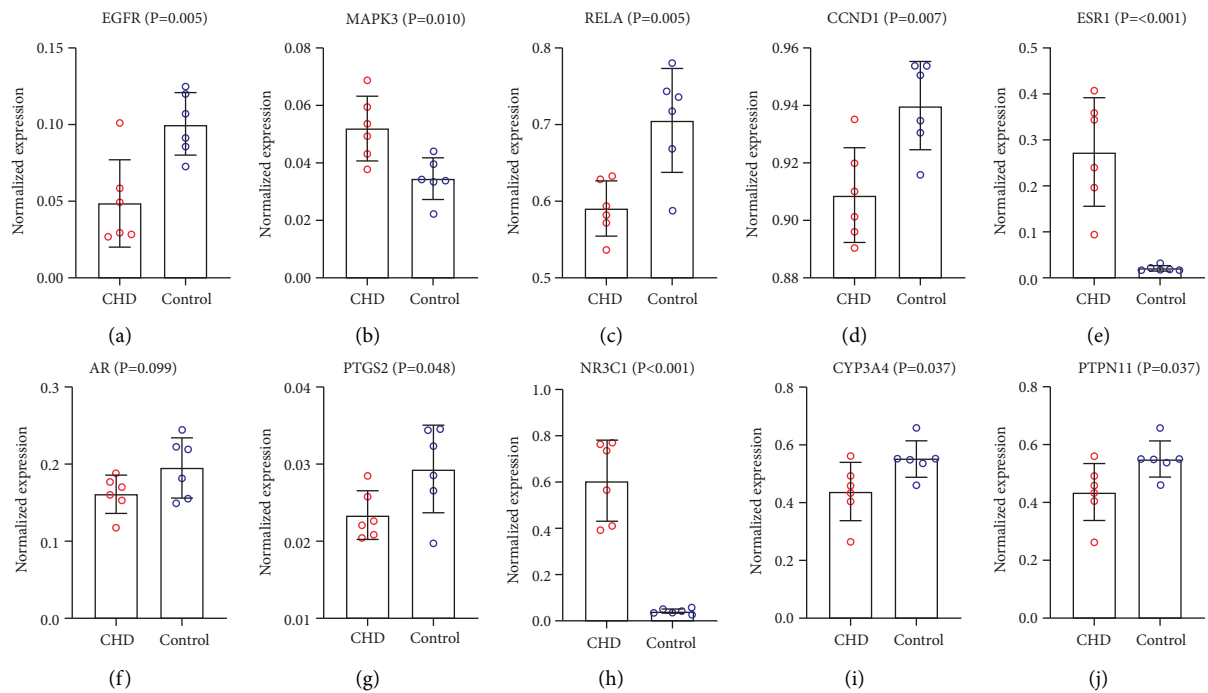 EGFR (P=0.005)
0.15
0.10
0.05
0.00
Normalized expression
CHD
Control
(a)
MAPK3 (P=0.010)
0.08
0.06
0.04
0.02
0.00
Normalized expression
CHD
Control
(b)
RELA (P=0.005)
0.8
0.7
0.6
0.5
Normalized expression
CHD
Control
(c)
CCND1 (P=0.007)
0.96
0.94
0.92
0.90
0.88
Normalized expression
CHD
Control
(d)
ESR1 (P=<0.001)
0.5
0.4
0.3
0.2
0.1
0.0
Normalized expression
CHD
Control
(e)
AR (P=0.099)
0.3
0.2
0.1
0.0
Normalized expression
CHD
Control
(f)
PTGS2 (P=0.048)
0.04
0.03
0.02
0.01
Normalized expression
CHD
Control
(g)
NR3C1 (P<0.001)
1.0
0.8
0.6
0.4
0.2
0.0
Normalized expression
CHD
Control
(h)
CYP3A4 (P=0.037)
0.8
0.6
0.4
0.2
0.0
Normalized expression
CHD
Control
(i)
PTPN11 (P=0.037)
0.8
0.6
0.4
0.2
0.0
Normalized expression
CHD
Control
(j)